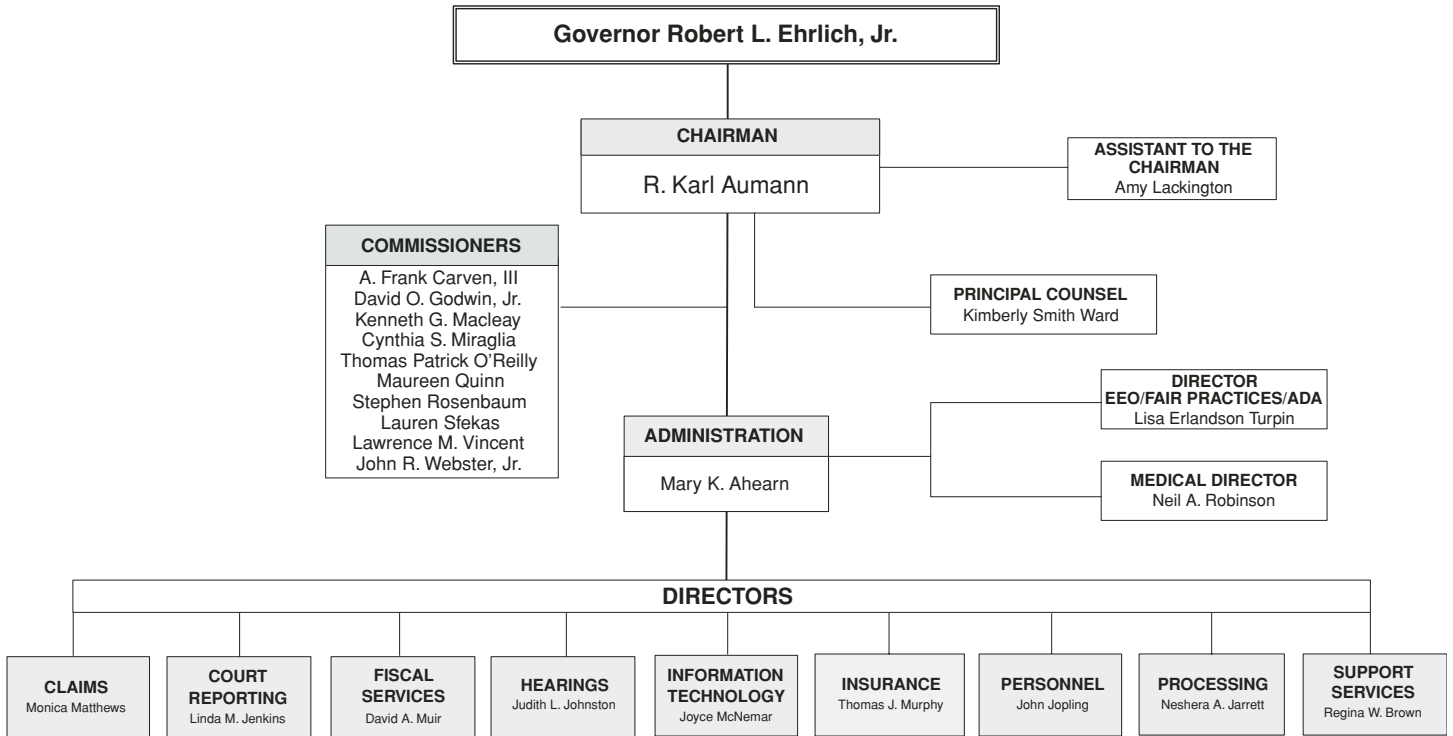 Governor Robert L. Ehrlich, Jr.
CHAIRMAN
R. Karl Aumann
ASSISTANT TO THE
CHAIRMAN
Amy Lackington
COMMISSIONERS
A. Frank Carven, III
David O. Godwin, Jr.
Kenneth G. Macleay
Cynthia S. Miraglia
Thomas Patrick O'Reilly
Maureen Quinn
Stephen Rosenbaum
Lauren Sfekas
Lawrence M. Vincent
John R. Webster, Jr.
PRINCIPAL COUNSEL
Kimberly Smith Ward
DIRECTOR
EEO/FAIR PRACTICES/ADA
Lisa Erlandson Turpin
ADMINISTRATION
Mary K. Ahearn
MEDICAL DIRECTOR
Neil A. Robinson
DIRECTORS
CLAIMS
Monica Matthews
COURT
REPORTING
Linda M. Jenkins
FISCAL
SERVICES
David A. Muir
HEARINGS
Judith L. Johnston
INFORMATION
TECHNOLOGY
Joyce McNemar
INSURANCE
Thomas J. Murphy
PERSONNEL
John Jopling
PROCESSING
Neshera A. Jarrett
SUPPORT
SERVICES
Regina W. Brown